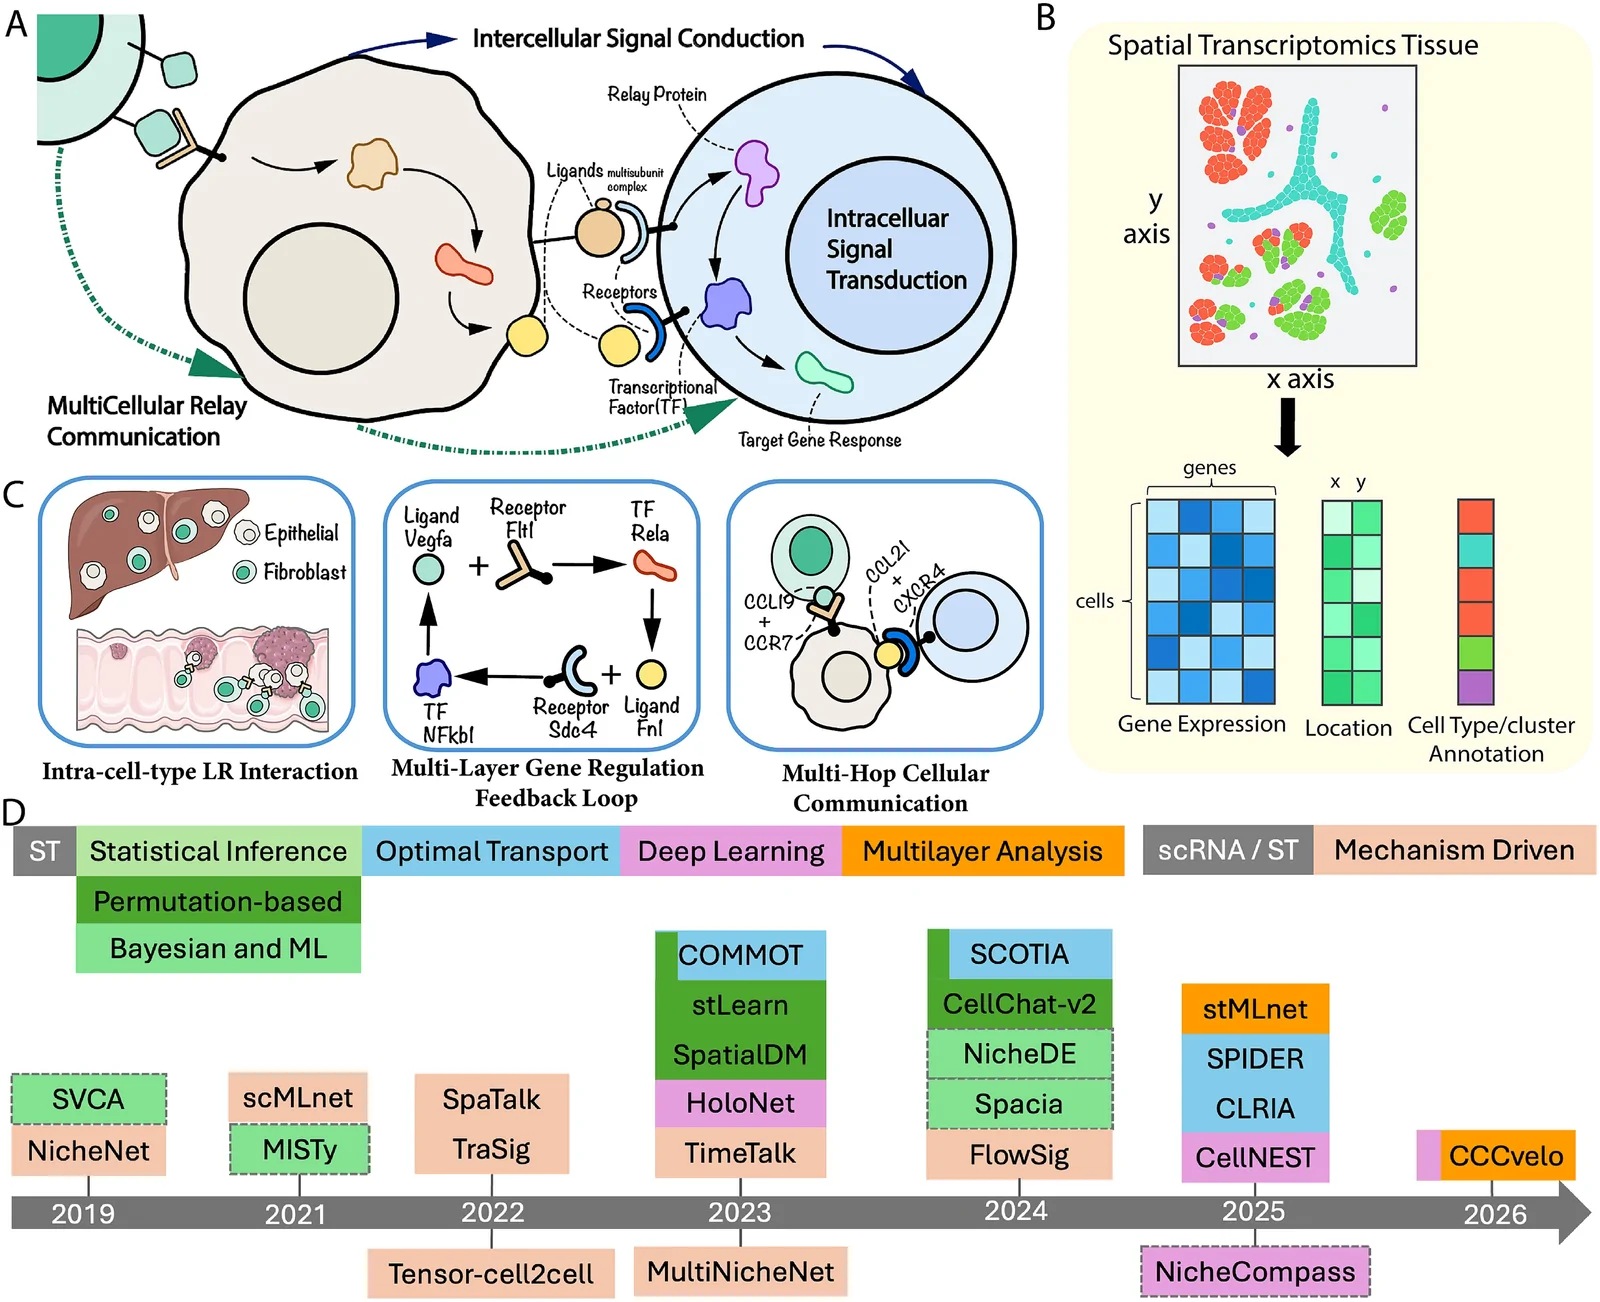 A
Intercellular Signal Conduction
Relay Protein
Ligands
multisubunit
complex
Receptors
Intracelluar
Signal
Transduction
Transcriptional
Factor(TF)
Target Gene Response
MultiCellular Relay
Communication
B
Spatial Transcriptomics Tissue
y
axis
x axis
genes
x y
cells
Gene Expression
Location
Cell Type/cluster
Annotation
C
Epithelial
Fibroblast
Intra-cell-type LR Interaction
Ligand
Vegfa
+
Receptor
Flt1
TF
Rela
TF
NFkb1
Receptor
Sdc4
+
Ligand
Fn1
Multi-Layer Gene Regulation
Feedback Loop
CCL19
+
CCR7
CCL21
+
CXCR4
Multi-Hop Cellular
Communication
D
ST
Statistical Inference
Optimal Transport
Deep Learning
Multilayer Analysis
scRNA / ST
Mechanism Driven
Permutation-based
Bayesian and ML
SVCA
NicheNet
2019
scMLnet
MISTy
2021
SpaTalk
TraSig
2022
Tensor-cell2cell
COMMOT
stLearn
SpatialDM
HoloNet
TimeTalk
2023
MultiNicheNet
SCOTIA
CellChat-v2
NicheDE
Spacia
FlowSig
2024
stMLnet
SPIDER
CLRIA
CellNEST
2025
NicheCompass
CCCvelo
2026